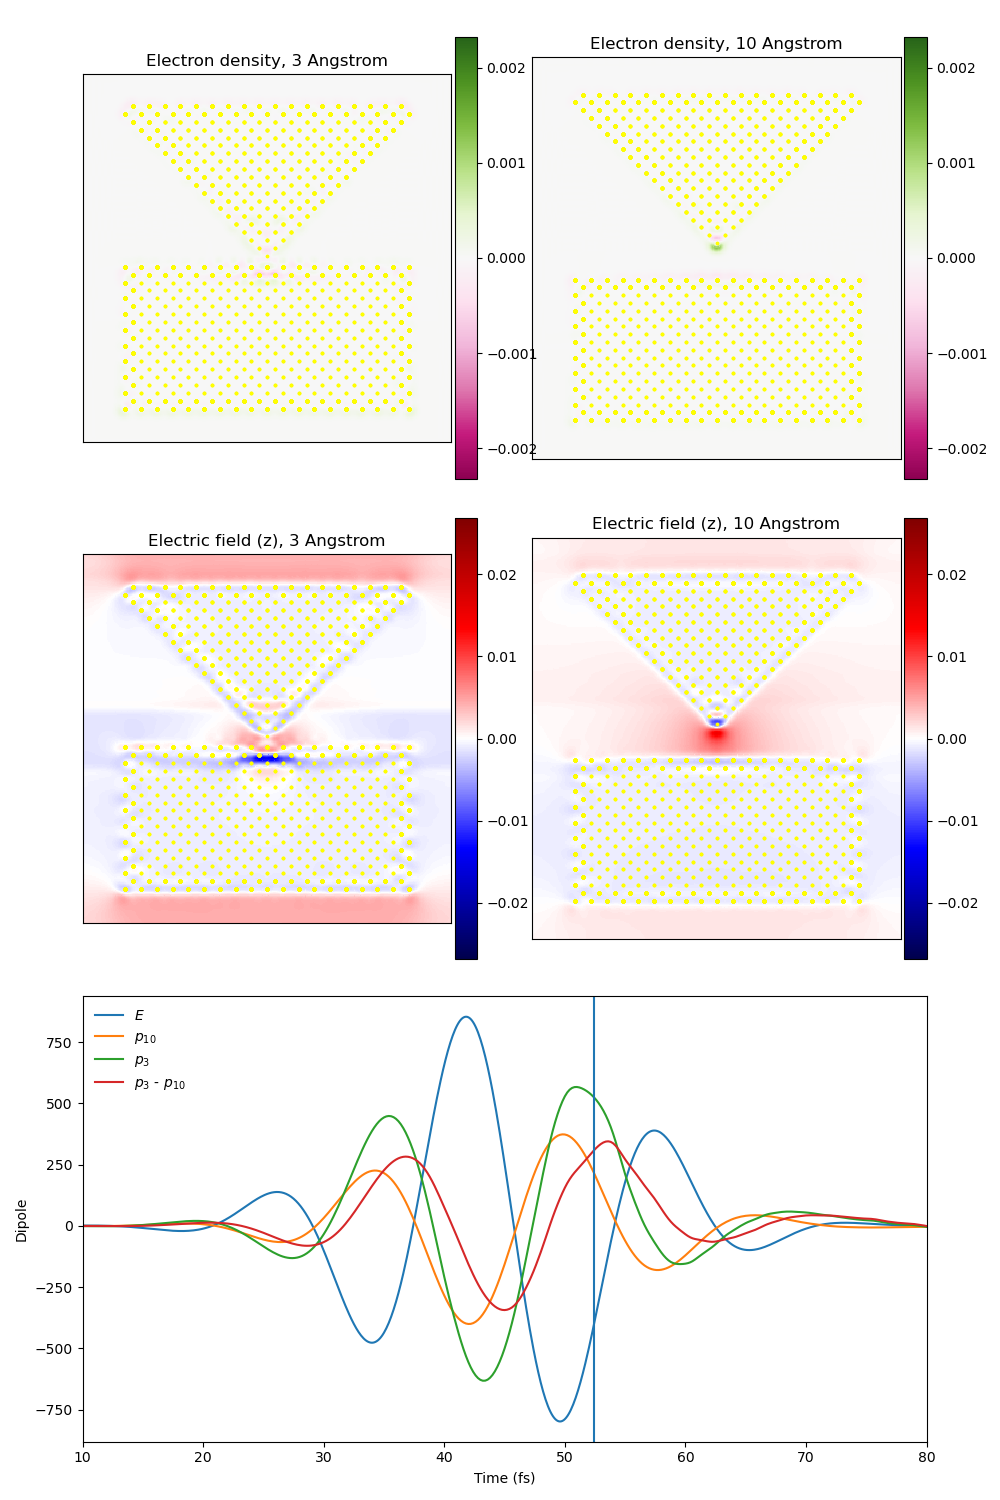 Electron density, 3 Angstrom
0.002
0.001
0.000
−0.001
−0.002
Electron density, 10 Angstrom
0.002
0.001
0.000
−0.001
−0.002
Electric field (z), 3 Angstrom
0.02
0.01
0.00
−0.01
−0.02
Electric field (z), 10 Angstrom
0.02
0.01
0.00
−0.01
−0.02
E
p10
p3
p3 - p10
750
500
250
0
−250
−500
−750
Dipole
10 20 30 40 50 60 70 80
Time (fs)